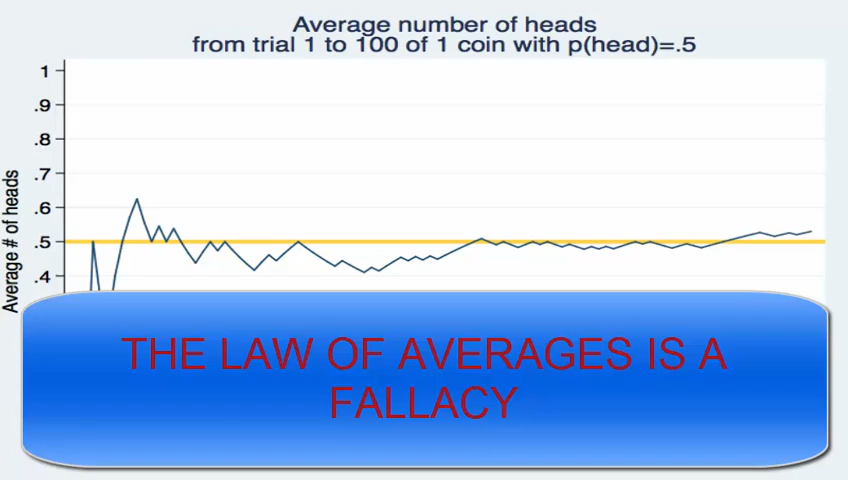 Average number of heads
from trial 1 to 100 of 1 coin with p(head)=.5
1
.9
.8
.7
.6
.5
.4
Average # of heads
THE LAW OF AVERAGES IS A
FALLACY